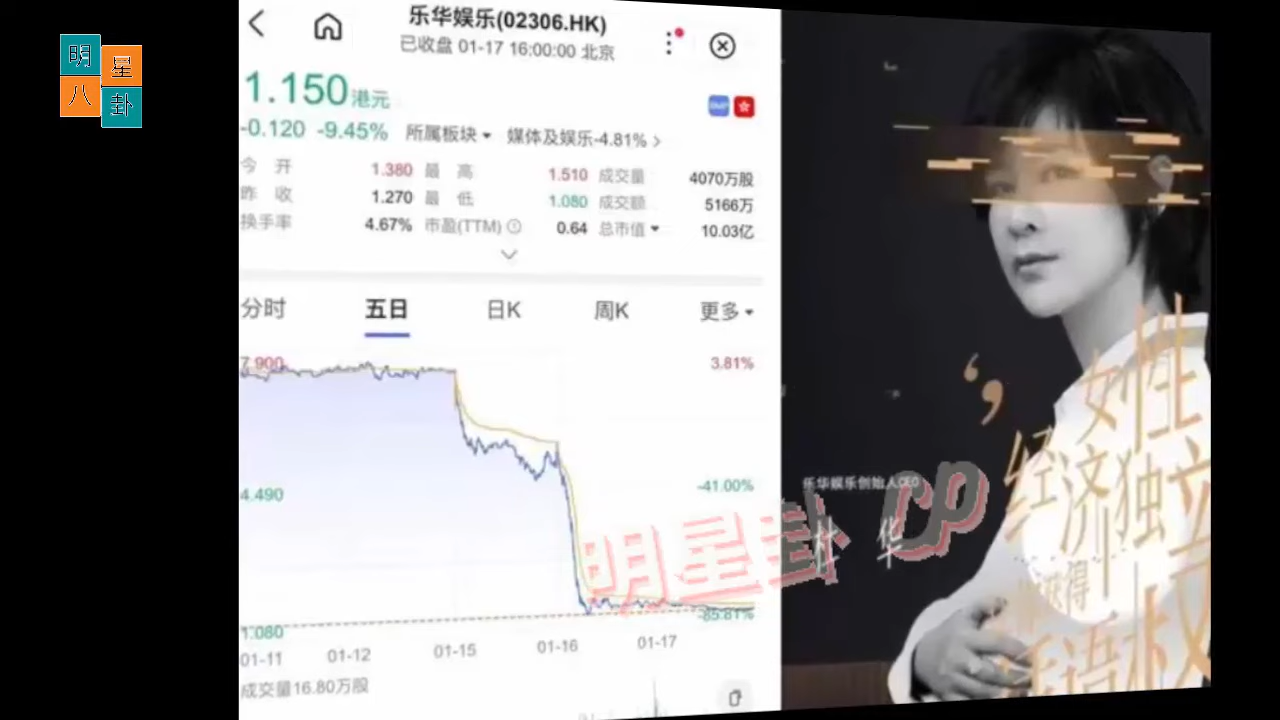 明星
八卦
乐华娱乐(02306.HK)
已收盘 01-17 16:00:00 北京
1.150港元
-0.120 -9.45% 所属板块 媒体及娱乐-4.81%
今开 1.380 最高 1.510 成交量 4070万股
昨收 1.270 最低 1.080 成交额 5166万
换手率 4.67% 市盈(TTM) 0.64 总市值 10.03亿
分时 五日 日K 周K 更多
7.900 3.81%
4.490 -41.00%
1.080 -85.81%
01-11 01-12 01-15 01-16 01-17
成交量16.80万股
乐华娱乐创始人CEO
杜华
女性
经济独立
获得
话语权
明星卦 cp